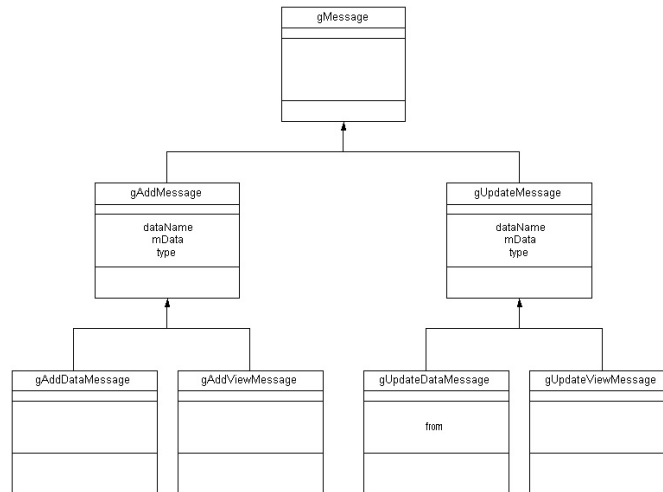 gMessage
gAddMessage
dataName
mData
type
gUpdateMessage
dataName
mData
type
gAddDataMessage
gAddViewMessage
gUpdateDataMessage
from
gUpdateViewMessage